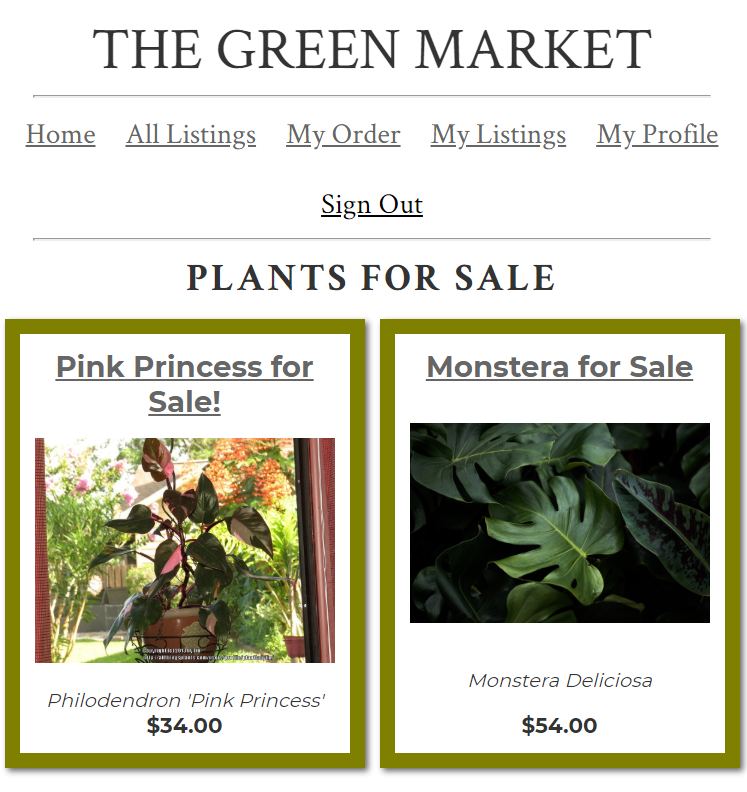 THE GREEN MARKET
Home All Listings My Order My Listings My Profile
Sign Out
PLANTS FOR SALE
Pink Princess for
Sale!
Philodendron 'Pink Princess'
$34.00
Monstera for Sale
Monstera Deliciosa
$54.00